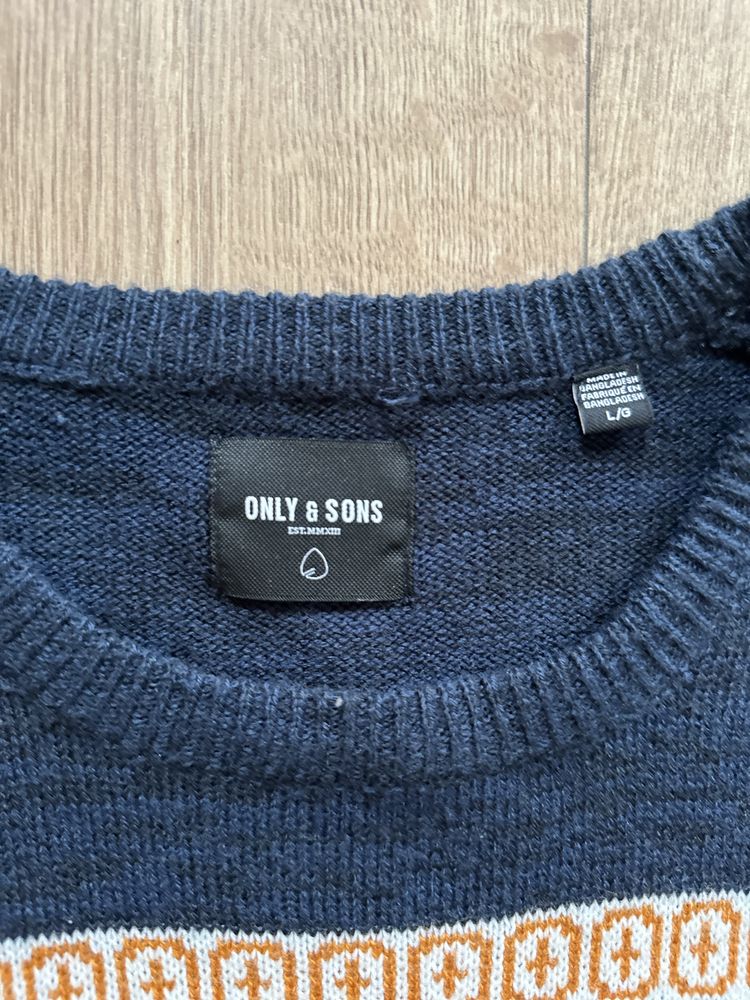 ONLY & SONS
EST.MMXIII
MADE IN
BANGLADESH
FABRIQUÉ EN
BANGLADESH
L/G